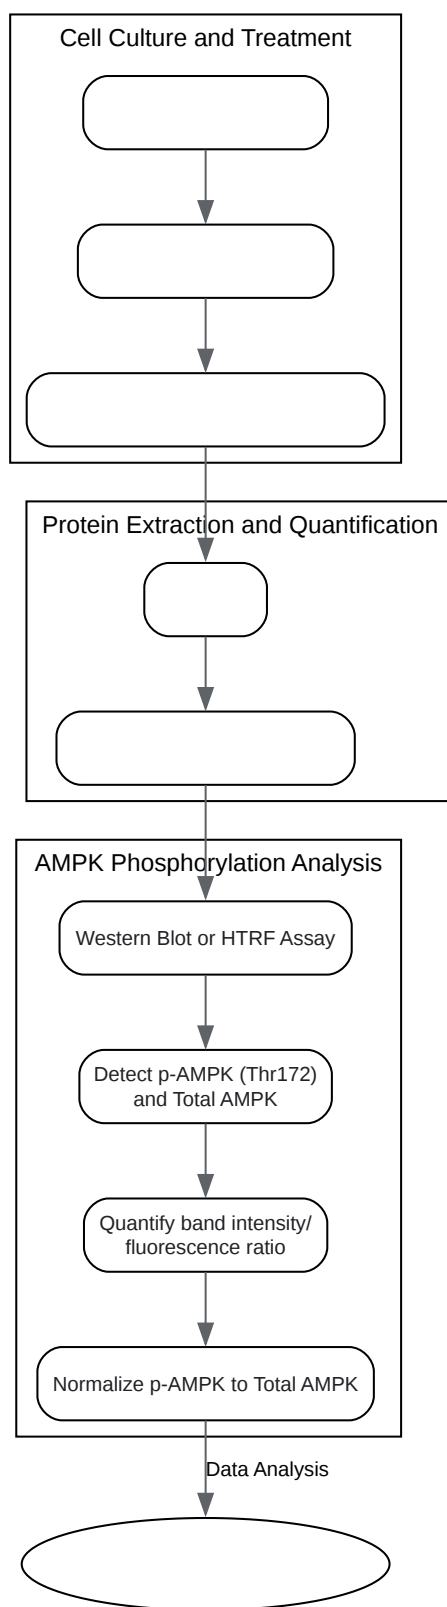 Cell Culture and Treatment
Protein Extraction and Quantification
AMPK Phosphorylation Analysis
Western Blot or HTRF Assay
Detect p-AMPK (Thr172)
and Total AMPK
Quantify band intensity/
fluorescence ratio
Normalize p-AMPK to Total AMPK
Data Analysis